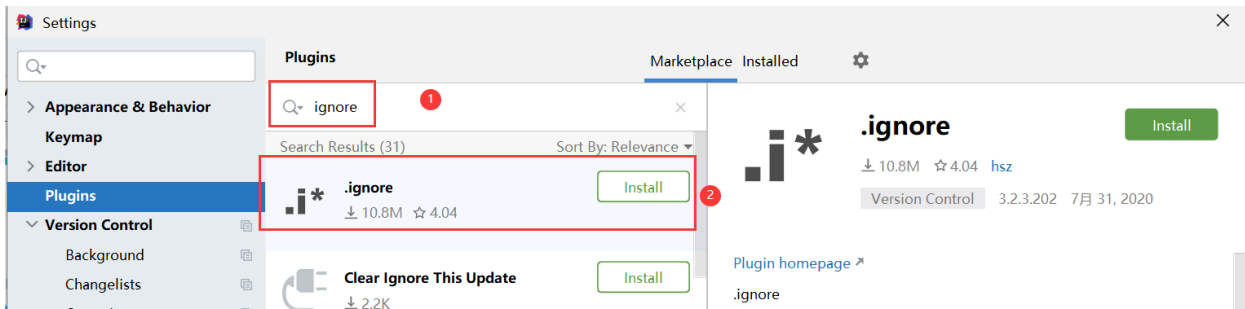 Settings
Plugins
Marketplace Installed
Appearance & Behavior
Keymap
Editor
Plugins
Version Control
Background
Changelists
ignore
1
Search Results (31)
Sort By: Relevance
.ignore
Install
10.8M 4.04
2
Clear Ignore This Update
Install
2.2K
.i*
.ignore
Install
10.8M 4.04 hsz
Version Control 3.2.3.202 7月 31, 2020
Plugin homepage
.ignore